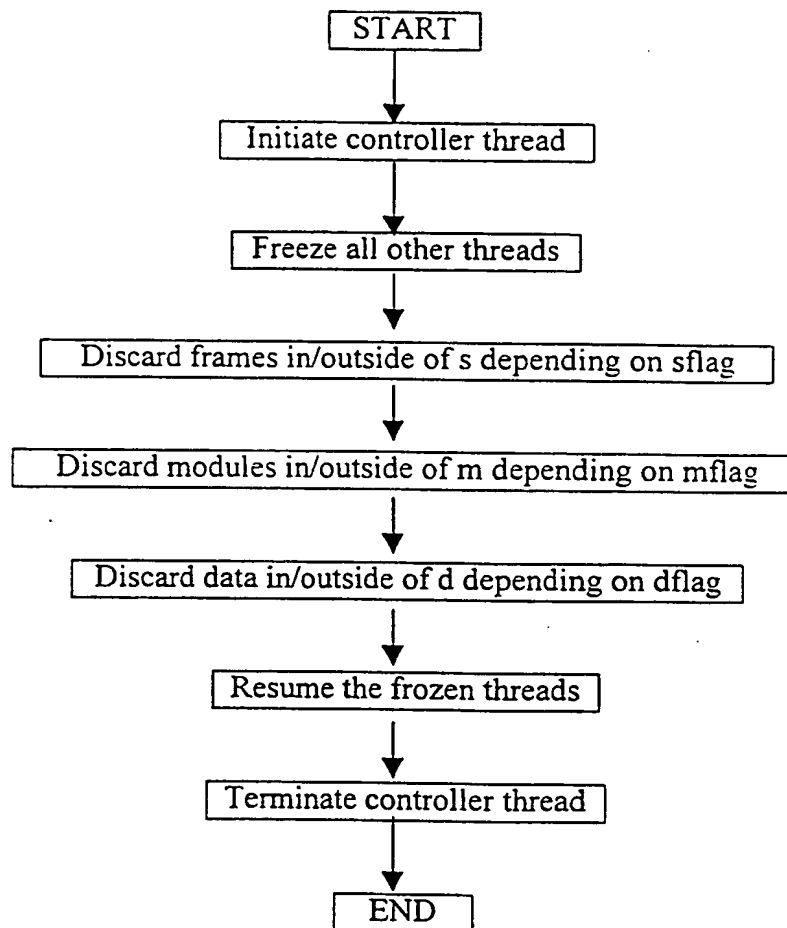 START
Initiate controller thread
Freeze all other threads
Discard frames in/outside of s depending on sflag
Discard modules in/outside of m depending on mflag
Discard data in/outside of d depending on dflag
Resume the frozen threads
Terminate controller thread
END